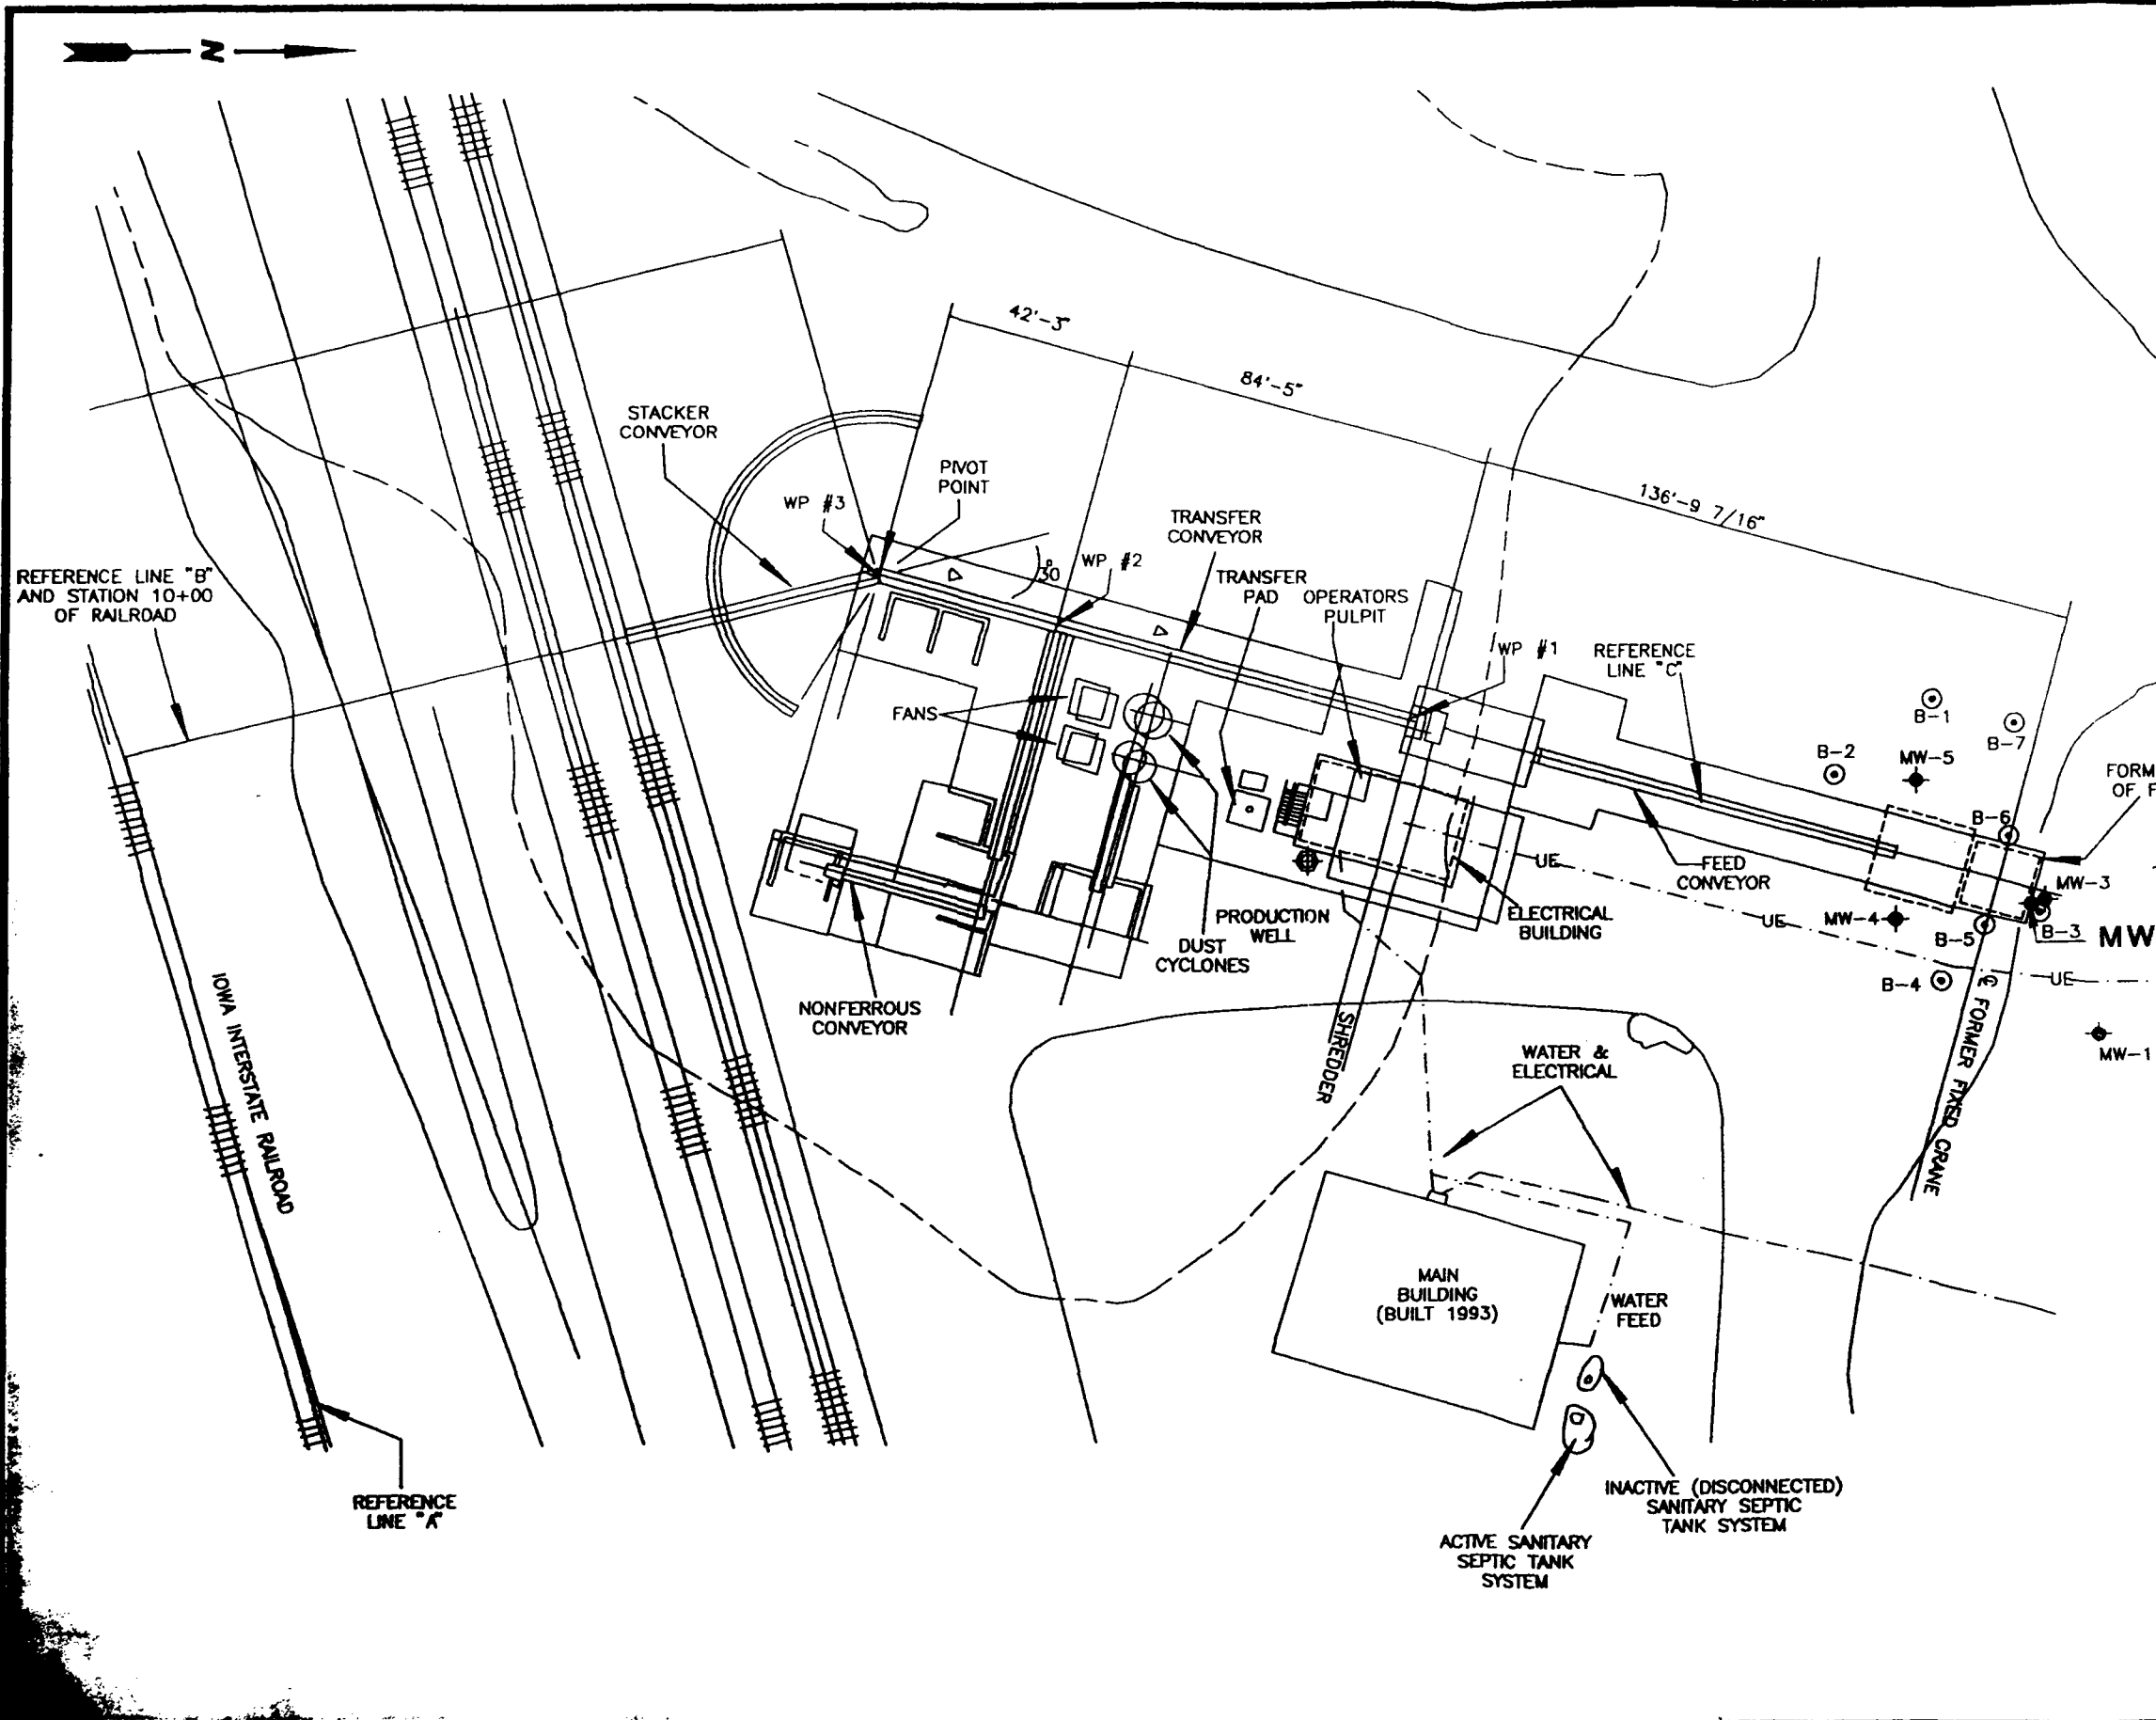 N
42'-3"
84'-5"
136'-9 7/16"
STACKER
CONVEYOR
PIVOT
POINT
WP #3
TRANSFER
CONVEYOR
WP #2
30°
TRANSFER
PAD
OPERATORS
PULPIT
WP #1
REFERENCE
LINE "C"
REFERENCE LINE "B"
AND STATION 10+00
OF RAILROAD
FANS
B-1
B-7
B-2
MW-5
FORM
OF F
B-6
UE
FEED
CONVEYOR
MW-3
PRODUCTION
WELL
ELECTRICAL
BUILDING
UE
MW-4
B-5
B-3
MW
DUST
CYCLONES
B-4
UE
NONFERROUS
CONVEYOR
IOWA INTERSTATE RAILROAD
SHREDDER
℄ FORMER FIXED CRANE
WATER &
ELECTRICAL
MW-1
MAIN
BUILDING
(BUILT 1993)
WATER
FEED
REFERENCE
LINE "A"
INACTIVE (DISCONNECTED)
SANITARY SEPTIC
TANK SYSTEM
ACTIVE SANITARY
SEPTIC TANK
SYSTEM